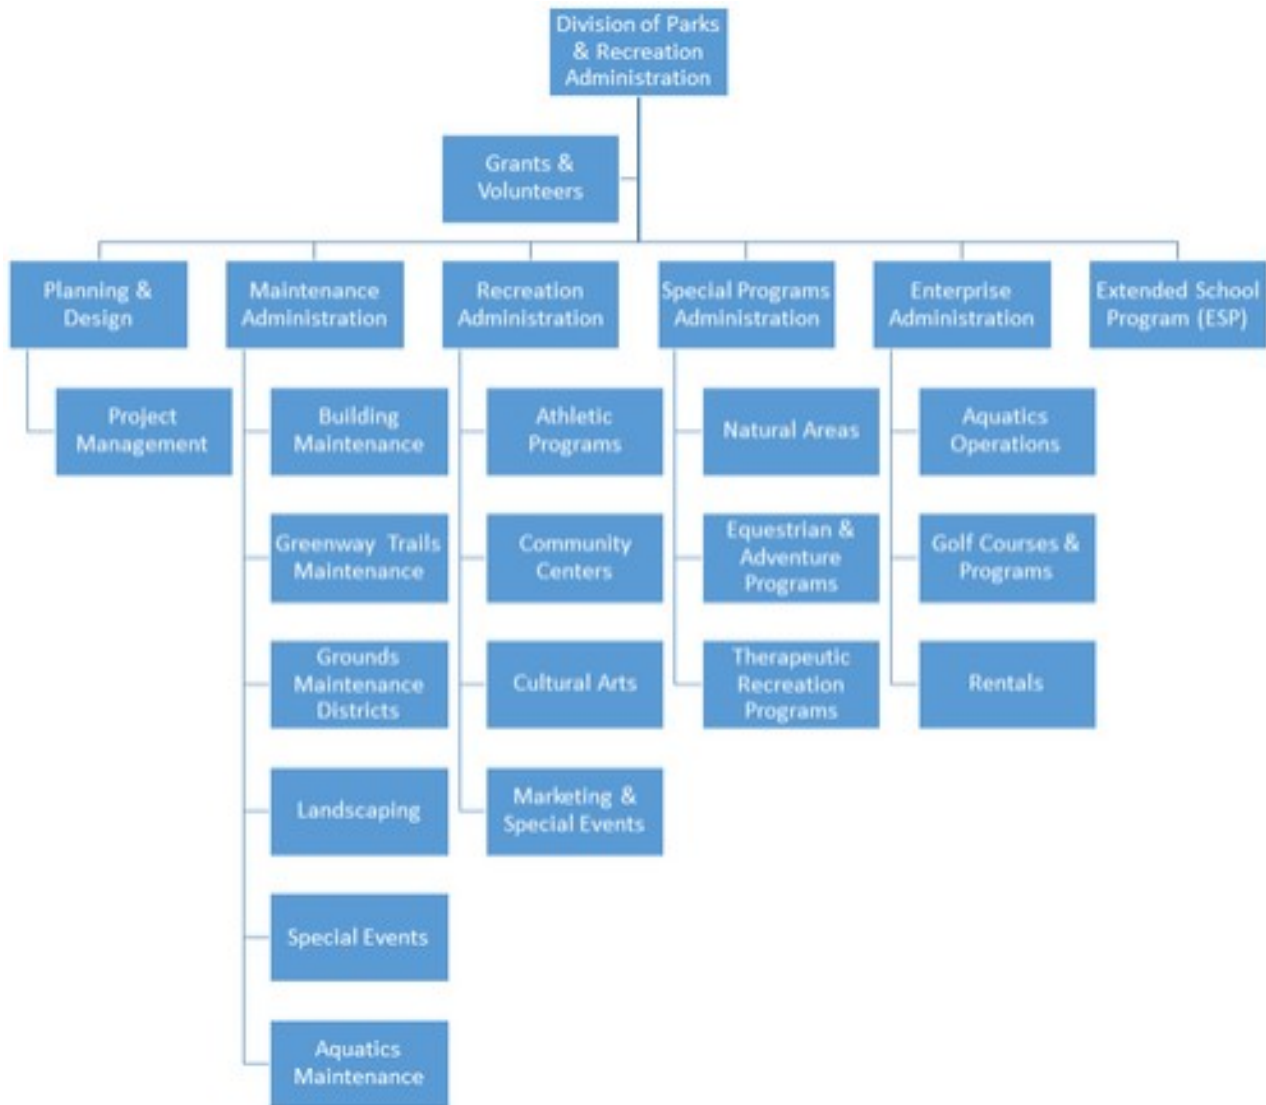 Division of Parks
& Recreation
Administration
Grants &
Volunteers
Planning &
Design
Maintenance
Administration
Recreation
Administration
Special Programs
Administration
Enterprise
Administration
Extended School
Program (ESP)
Project
Management
Building
Maintenance
Athletic
Programs
Natural Areas
Aquatics
Operations
Greenway Trails
Maintenance
Community
Centers
Equestrian &
Adventure
Programs
Golf Courses &
Programs
Grounds
Maintenance
Districts
Cultural Arts
Therapeutic
Recreation
Programs
Rentals
Landscaping
Marketing &
Special Events
Special Events
Aquatics
Maintenance